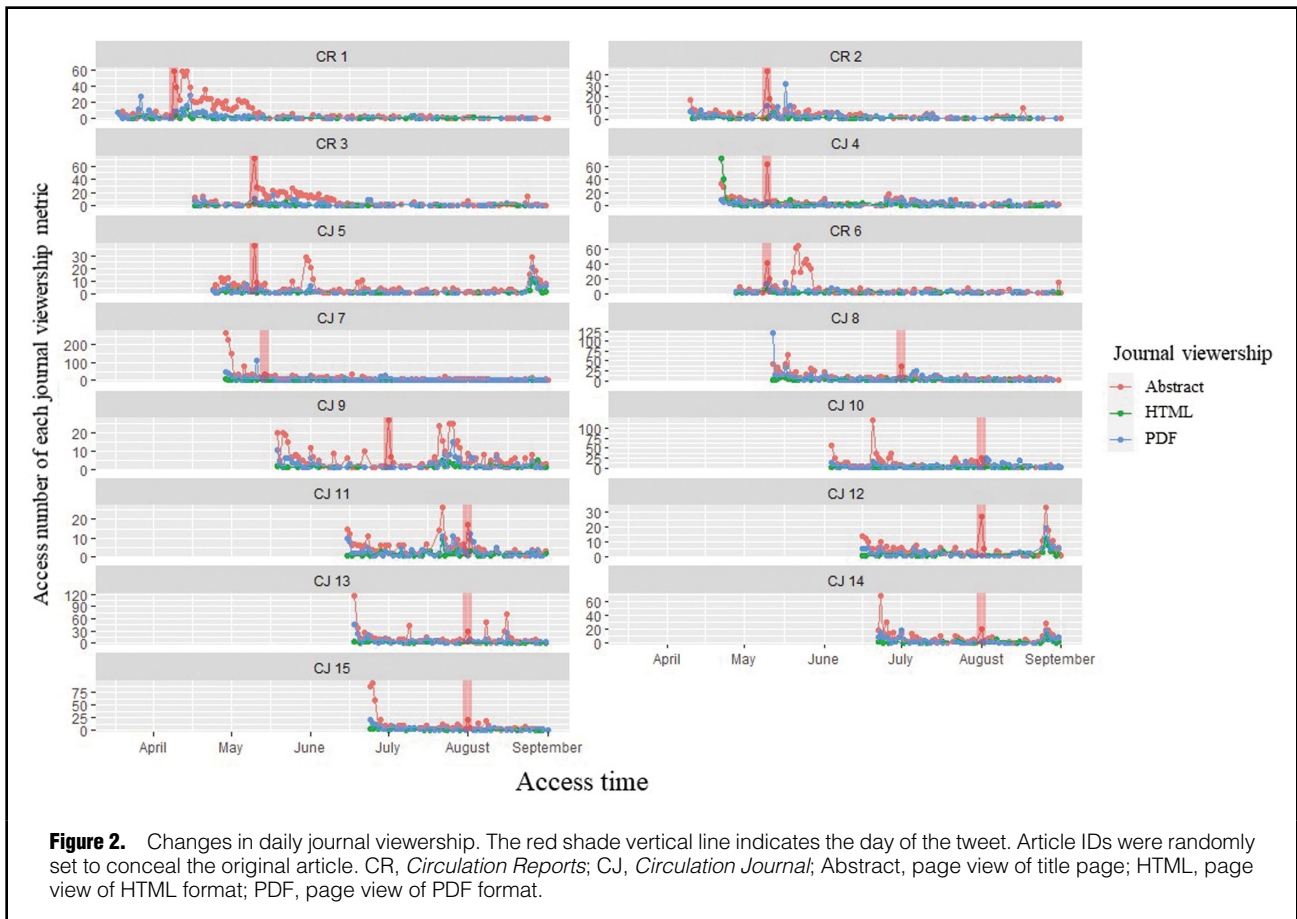 Access number of each journal viewership metric
CR 1
60
40
20
0
CR 2
40
30
20
10
0
CR 3
60
40
20
0
CJ 4
60
40
20
0
CJ 5
30
20
10
0
CR 6
60
40
20
0
CJ 7
200
100
0
CJ 8
125
100
75
50
25
0
CJ 9
20
10
0
CJ 10
100
75
50
25
0
CJ 11
20
10
0
CJ 12
30
20
10
0
CJ 13
120
90
60
30
0
CJ 14
60
40
20
0
April May June July August September
CJ 15
75
50
25
0
April May June July August September
Access time
Journal viewership
Abstract
HTML
PDF
Figure 2. Changes in daily journal viewership. The red shade vertical line indicates the day of the tweet. Article IDs were randomly
set to conceal the original article. CR, Circulation Reports; CJ, Circulation Journal; Abstract, page view of title page; HTML, page
view of HTML format; PDF, page view of PDF format.